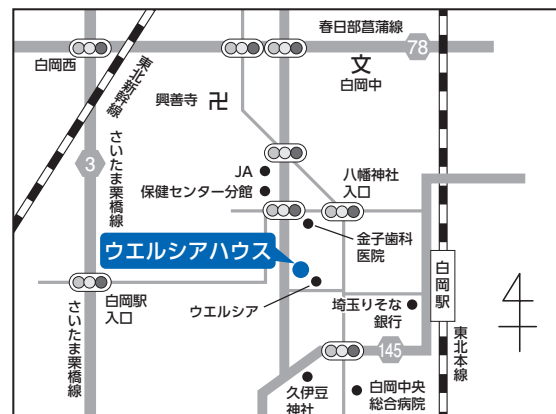 春日部菖蒲線
78
白岡西
文
白岡中
東北新幹線
興善寺
卍
3
さいたま栗橋線
JA
保健センター分館
八幡神社
入口
金子歯科
医院
ウエルシアハウス
白岡駅
白岡駅
入口
ウエルシア
埼玉りそな
銀行
さいたま栗橋線
145
東北本線
久伊豆
神社
白岡中央
総合病院